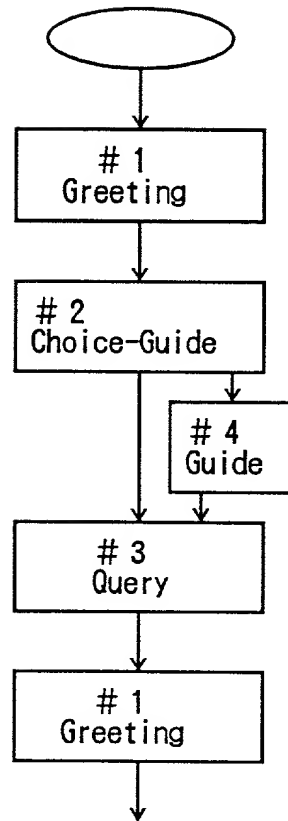 # 1
Greeting
# 2
Choice-Guide
# 4
Guide
# 3
Query
# 1
Greeting